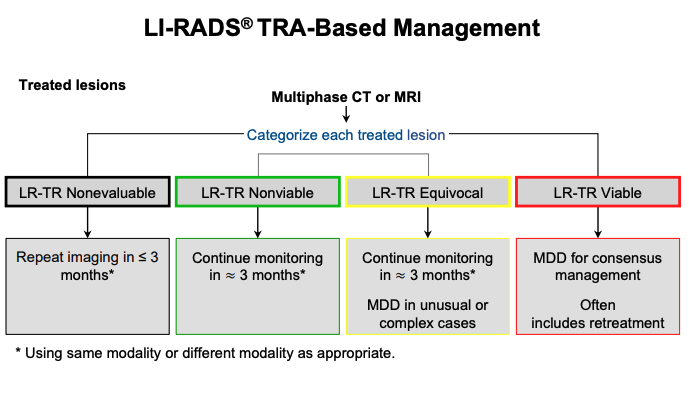 LI-RADS® TRA-Based Management
Treated lesions
Multiphase CT or MRI
Categorize each treated lesion
LR-TR Nonevaluable
LR-TR Nonviable
LR-TR Equivocal
LR-TR Viable
Repeat imaging in ≤ 3
months*
Continue monitoring
in ≈ 3 months*
Continue monitoring
in ≈ 3 months*
MDD in unusual or
complex cases
MDD for consensus
management
Often
includes retreatment
* Using same modality or different modality as appropriate.